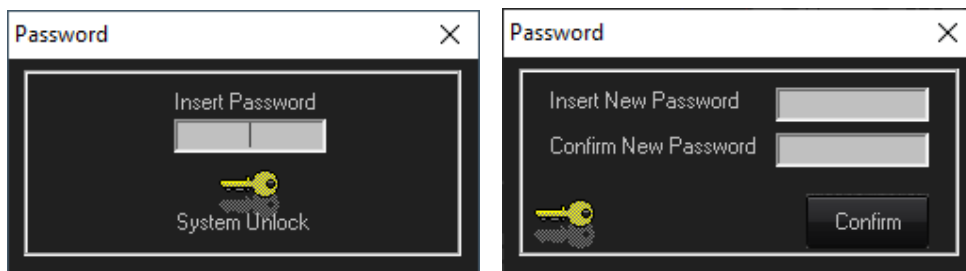 Password
Insert Password
System Unlock
Password
Insert New Password
Confirm New Password
Confirm